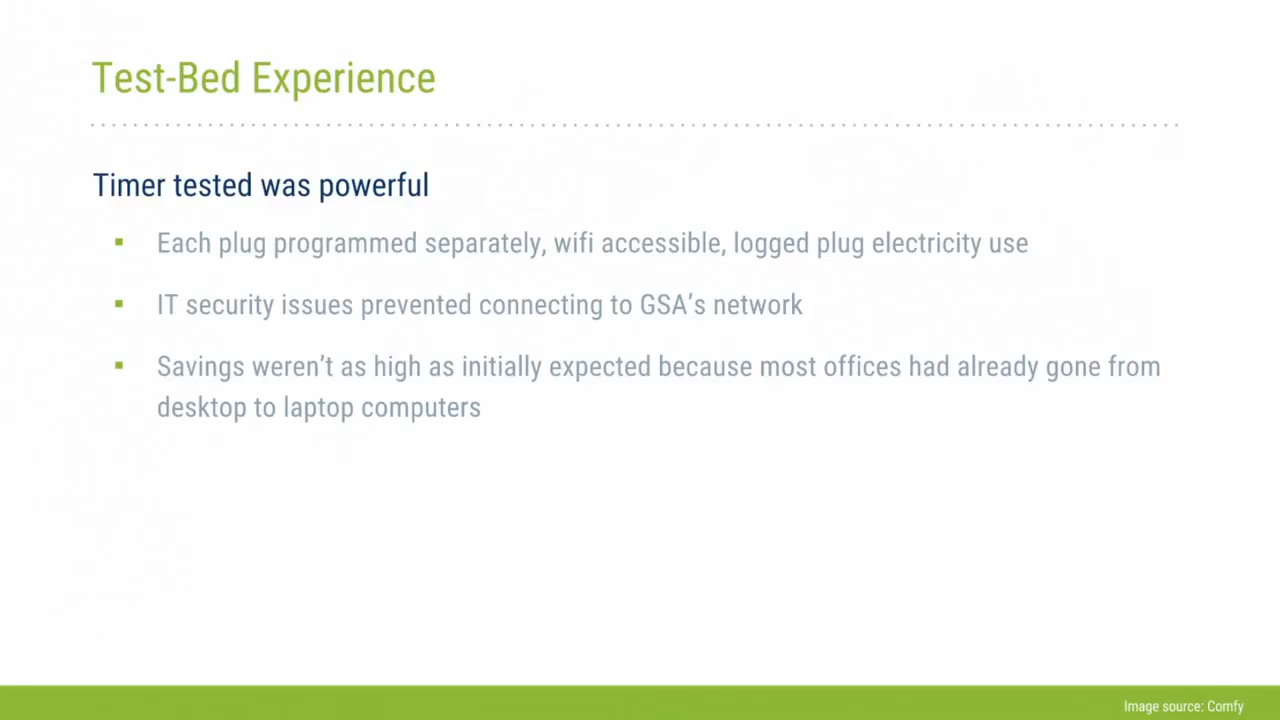 Test-Bed Experience
Timer tested was powerful
▪ Each plug programmed separately, wifi accessible, logged plug electricity use
▪ IT security issues prevented connecting to GSA’s network
▪ Savings weren’t as high as initially expected because most offices had already gone from
desktop to laptop computers
Image source: Comfy